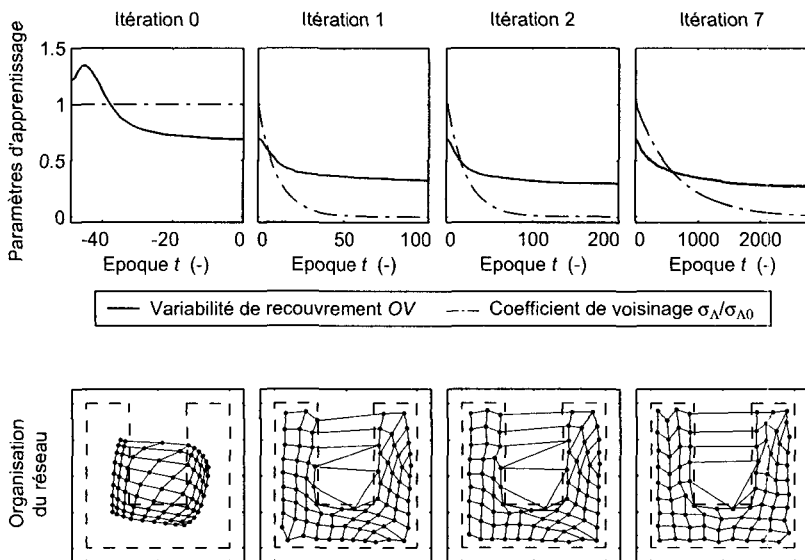 Itération 0
Itération 1
Itération 2
Itération 7
Paramètres d'apprentissage
1.5
1
0.5
0
-40 -20 0
0 50 100
0 100 200
0 1000 2000
Epoque t (-)
Epoque t (-)
Epoque t (-)
Epoque t (-)
Variabilité de recouvrement OV
Coefficient de voisinage σΛ/σΛ0
Organisation
du réseau